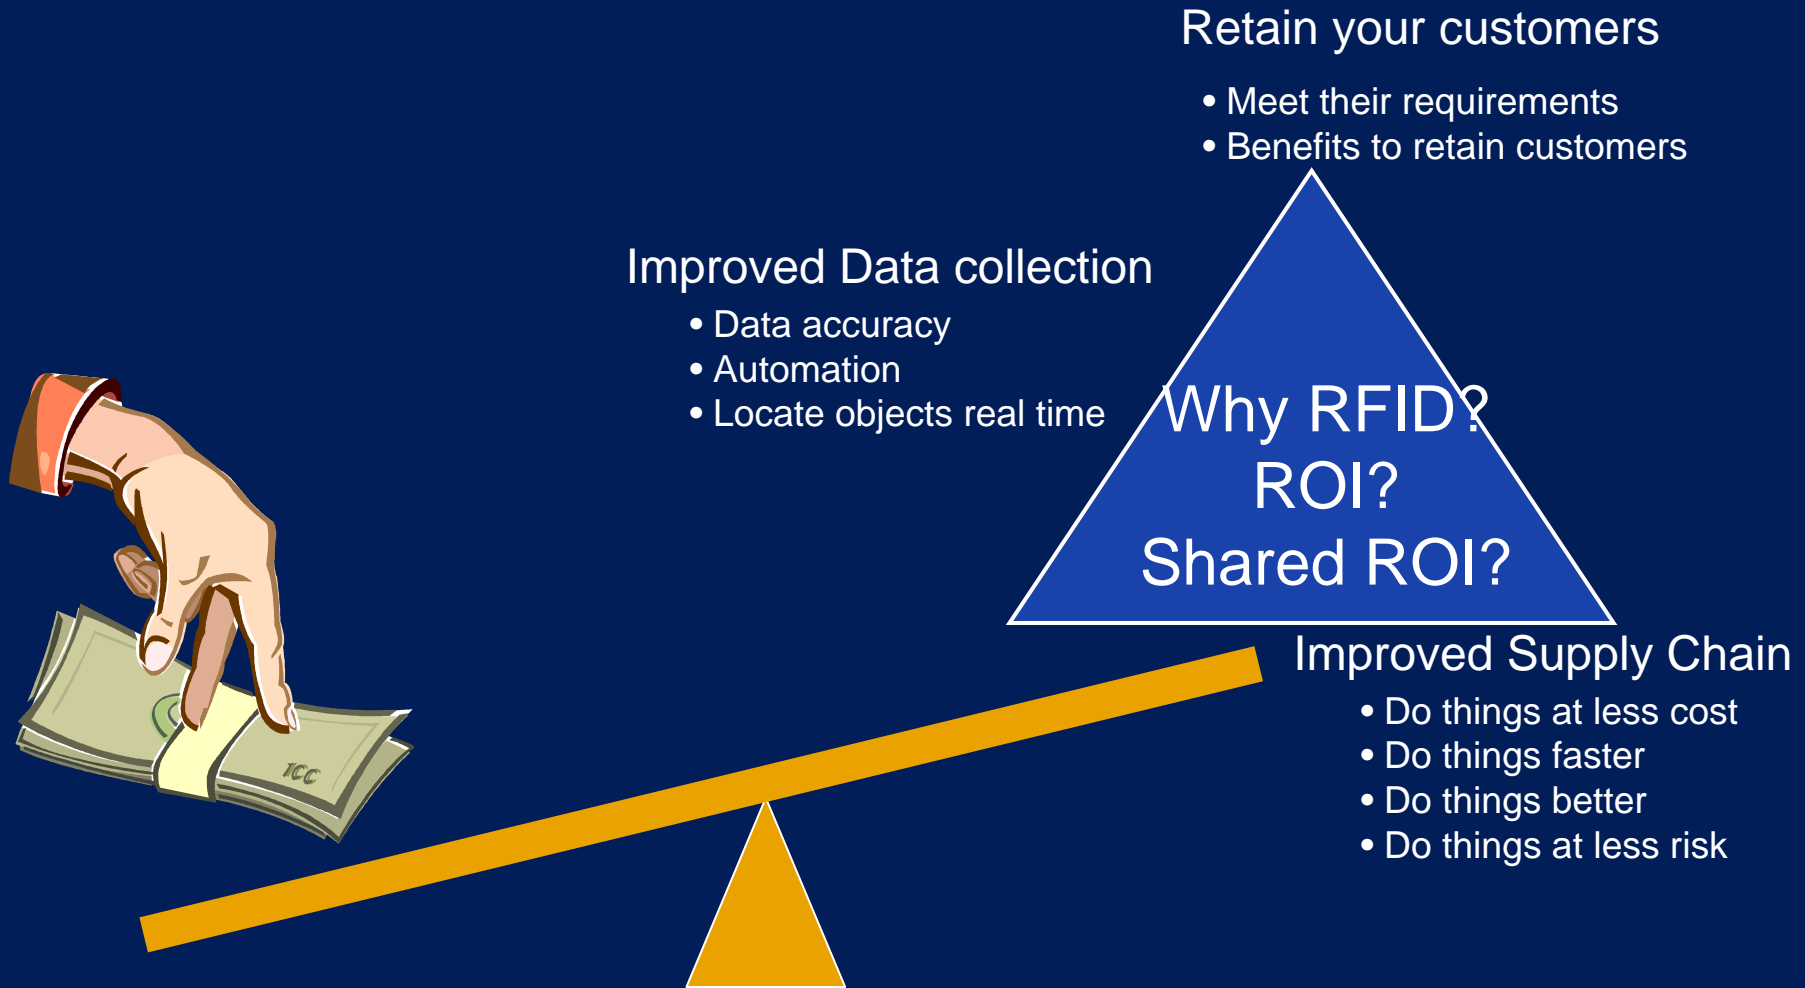 Retain your customers
• Meet their requirements
• Benefits to retain customers
Improved Data collection
• Data accuracy
• Automation
• Locate objects real time
Why RFID?
ROI?
Shared ROI?
Improved Supply Chain
• Do things at less cost
• Do things faster
• Do things better
• Do things at less risk